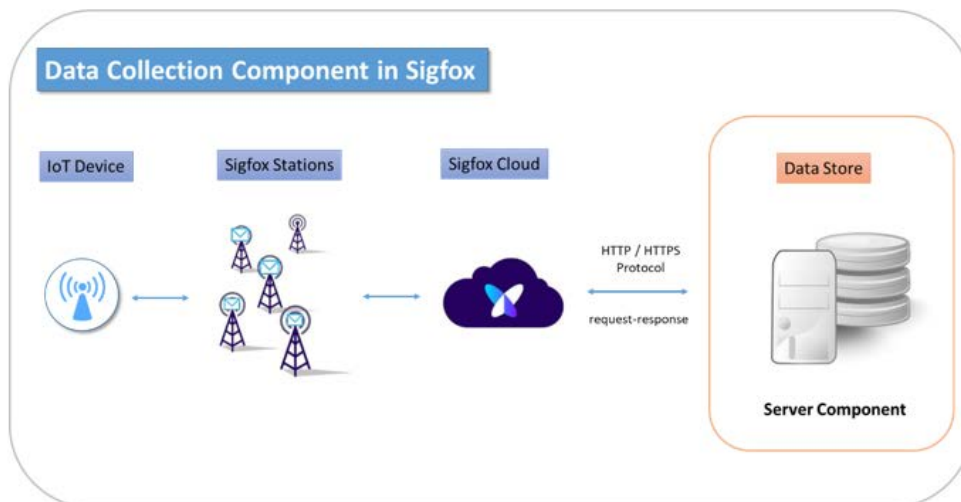 Data Collection Component in Sigfox
IoT Device
Sigfox Stations
Sigfox Cloud
Data Store
HTTP / HTTPS
Protocol
request-response
Server Component